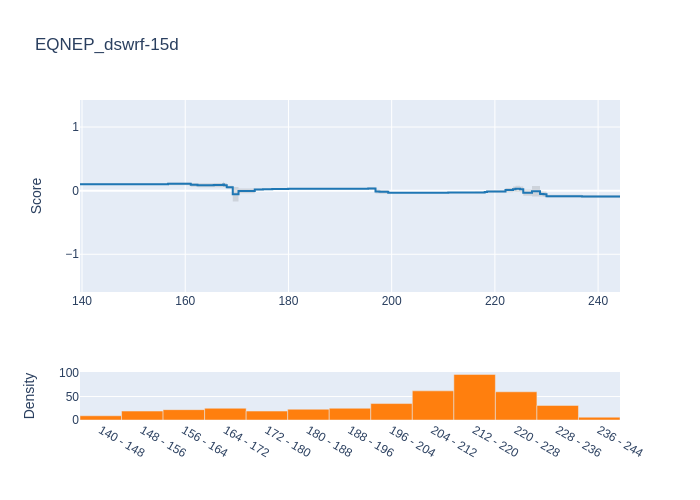 EQNEP_dswrf-15d
Score
1
0
−1
140 160 180 200 220 240
Density
100
50
0
140 - 148
148 - 156
156 - 164
164 - 172
172 - 180
180 - 188
188 - 196
196 - 204
204 - 212
212 - 220
220 - 228
228 - 236
236 - 244